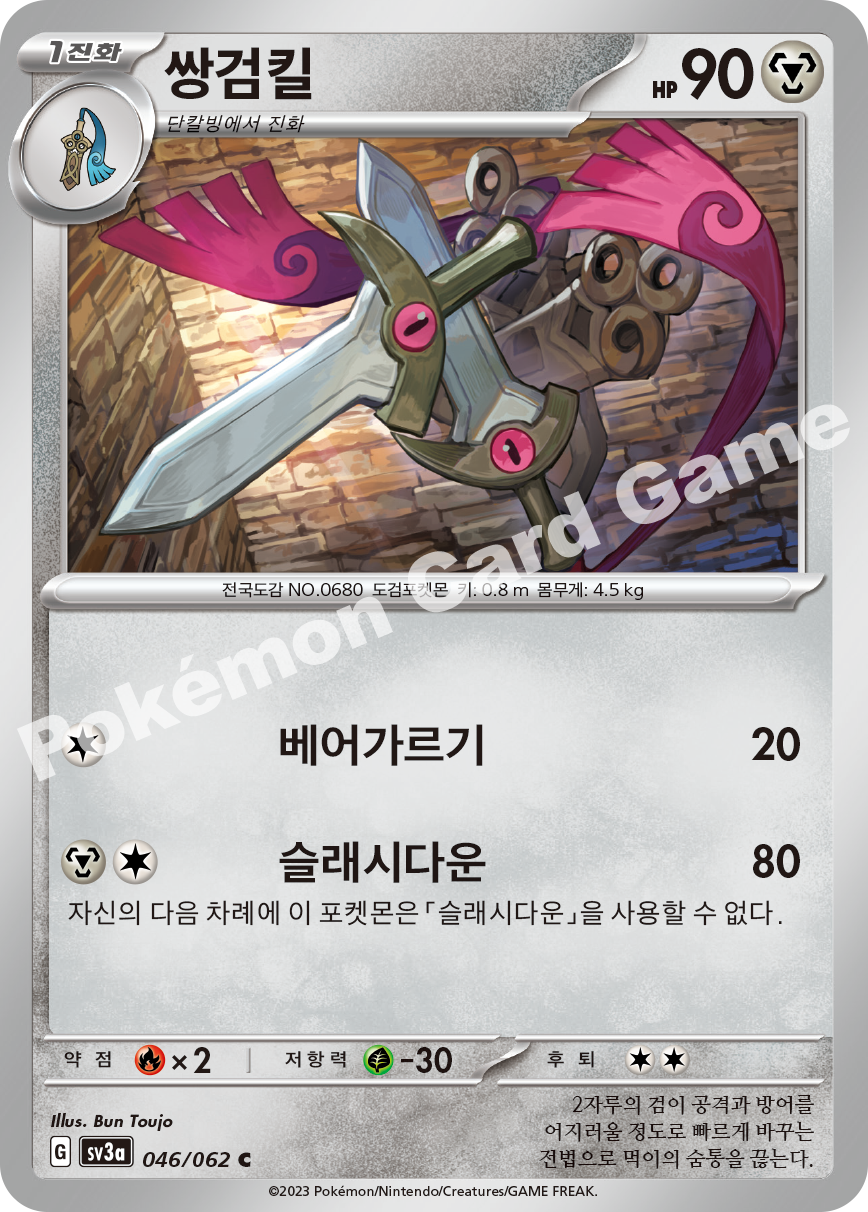 1진화
쌍검킬
HP 90
단칼빙에서 진화
전국도감 NO.0680 도검포켓몬 키: 0.8 m 몸무게: 4.5 kg
Pokémon Card Game
베어가르기 20
슬래시다운 80
자신의 다음 차례에 이 포켓몬은 「슬래시다운」을 사용할 수 없다.
약점 ×2 저항력 -30 후퇴
Illus. Bun Toujo
G sv3a 046/062 C
2자루의 검이 공격과 방어를
어지러울 정도로 빠르게 바꾸는
전법으로 먹이의 숨통을 끊는다.
©2023 Pokémon/Nintendo/Creatures/GAME FREAK.